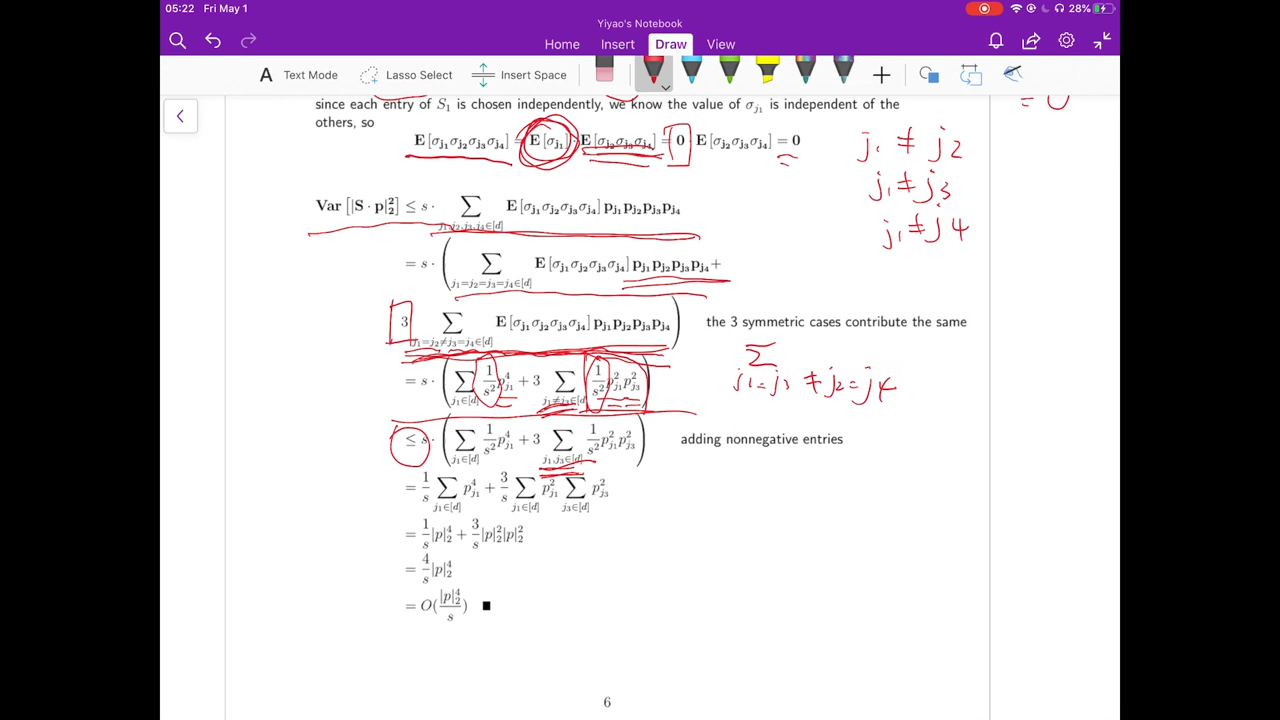 05:22 Fri May 1
28%
Yiyao's Notebook
Home Insert Draw View
A Text Mode Lasso Select Insert Space
since each entry of S₁ is chosen independently, we know the value of σ_{j₁} is independent of the
= 0
others, so
E [σ_{j₁}σ_{j₂}σ_{j₃}σ_{j₄}] = E [σ_{j₁}] · E [σ_{j₂}σ_{j₃}σ_{j₄}] = 0 · E [σ_{j₂}σ_{j₃}σ_{j₄}] = 0
j₁ ≠ j₂
j₁ ≠ j₃
j₁ ≠ j₄
Var [|S · p|₂²] ≤ s · ∑_{j₁,j₂,j₃,j₄∈[d]} E [σ_{j₁}σ_{j₂}σ_{j₃}σ_{j₄}] p_{j₁}p_{j₂}p_{j₃}p_{j₄}
= s · ( ∑_{j₁=j₂=j₃=j₄∈[d]} E [σ_{j₁}σ_{j₂}σ_{j₃}σ_{j₄}] p_{j₁}p_{j₂}p_{j₃}p_{j₄}+
3 ∑_{j₁=j₂≠j₃=j₄∈[d]} E [σ_{j₁}σ_{j₂}σ_{j₃}σ_{j₄}] p_{j₁}p_{j₂}p_{j₃}p_{j₄} ) the 3 symmetric cases contribute the same
∑_{j₁=j₃ ≠ j₂=j₄}
= s · ( ∑_{j₁∈[d]} 1/s² p_{j₁}⁴ + 3 ∑_{j₁≠j₃∈[d]} 1/s² p_{j₁}² p_{j₃}² )
≤ s · ( ∑_{j₁∈[d]} 1/s² p_{j₁}⁴ + 3 ∑_{j₁,j₃∈[d]} 1/s² p_{j₁}² p_{j₃}² ) adding nonnegative entries
= 1/s ∑_{j₁∈[d]} p_{j₁}⁴ + 3/s ∑_{j₁∈[d]} p_{j₁}² ∑_{j₃∈[d]} p_{j₃}²
= 1/s |p|₂⁴ + 3/s |p|₂²|p|₂²
= 4/s |p|₂⁴
= O(|p|₂⁴/s) ■
6